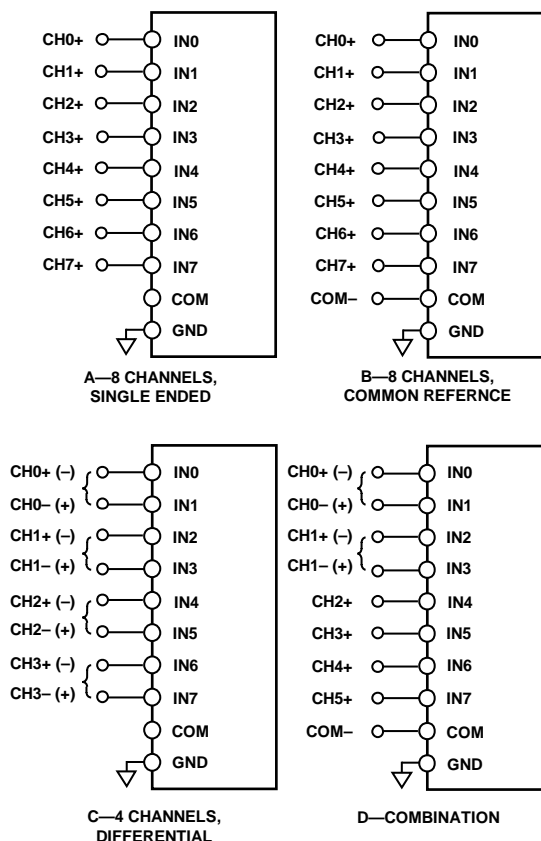 CH0+ IN0
CH1+ IN1
CH2+ IN2
CH3+ IN3
CH4+ IN4
CH5+ IN5
CH6+ IN6
CH7+ IN7
COM
GND
A—8 CHANNELS,
SINGLE ENDED
CH0+ IN0
CH1+ IN1
CH2+ IN2
CH3+ IN3
CH4+ IN4
CH5+ IN5
CH6+ IN6
CH7+ IN7
COM– COM
GND
B—8 CHANNELS,
COMMON REFERNCE
CH0+ (–) IN0
CH0– (+) IN1
CH1+ (–) IN2
CH1– (+) IN3
CH2+ (–) IN4
CH2– (+) IN5
CH3+ (–) IN6
CH3– (+) IN7
COM
GND
C—4 CHANNELS,
DIFFERENTIAL
CH0+ (–) IN0
CH0– (+) IN1
CH1+ (–) IN2
CH1– (+) IN3
CH2+ IN4
CH3+ IN5
CH4+ IN6
CH5+ IN7
COM– COM
GND
D—COMBINATION